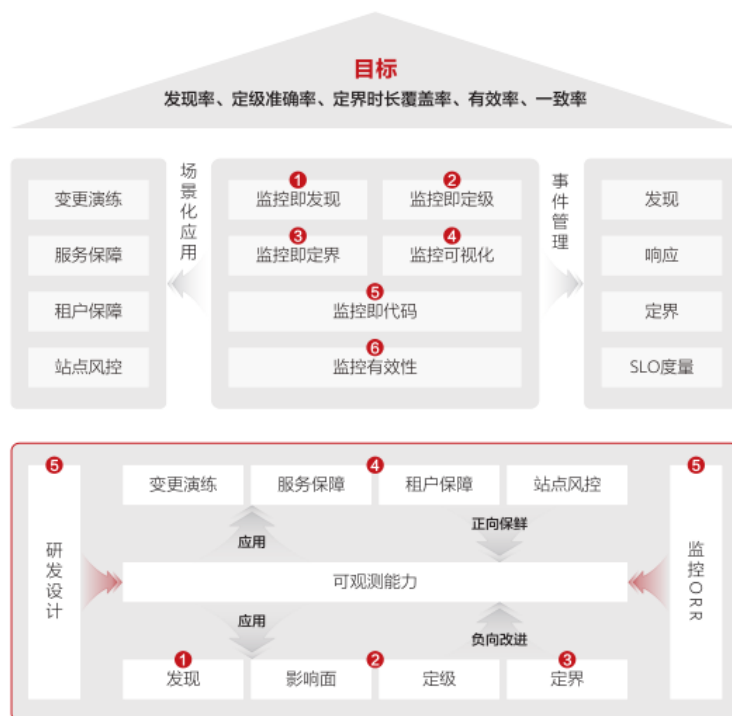 目标
发现率、定级准确率、定界时长覆盖率、有效率、一致率
变更演练
服务保障
租户保障
站点风控
场景化应用
1
监控即发现
2
监控即定级
3
监控即定界
4
监控可视化
5
监控即代码
6
监控有效性
事件管理
发现
响应
定界
SLO度量
5
研发设计
4
变更演练
服务保障
租户保障
站点风控
应用
正向保鲜
可观测能力
应用
负向改进
1
发现
影响面
2
定级
3
定界
5
监控ORR